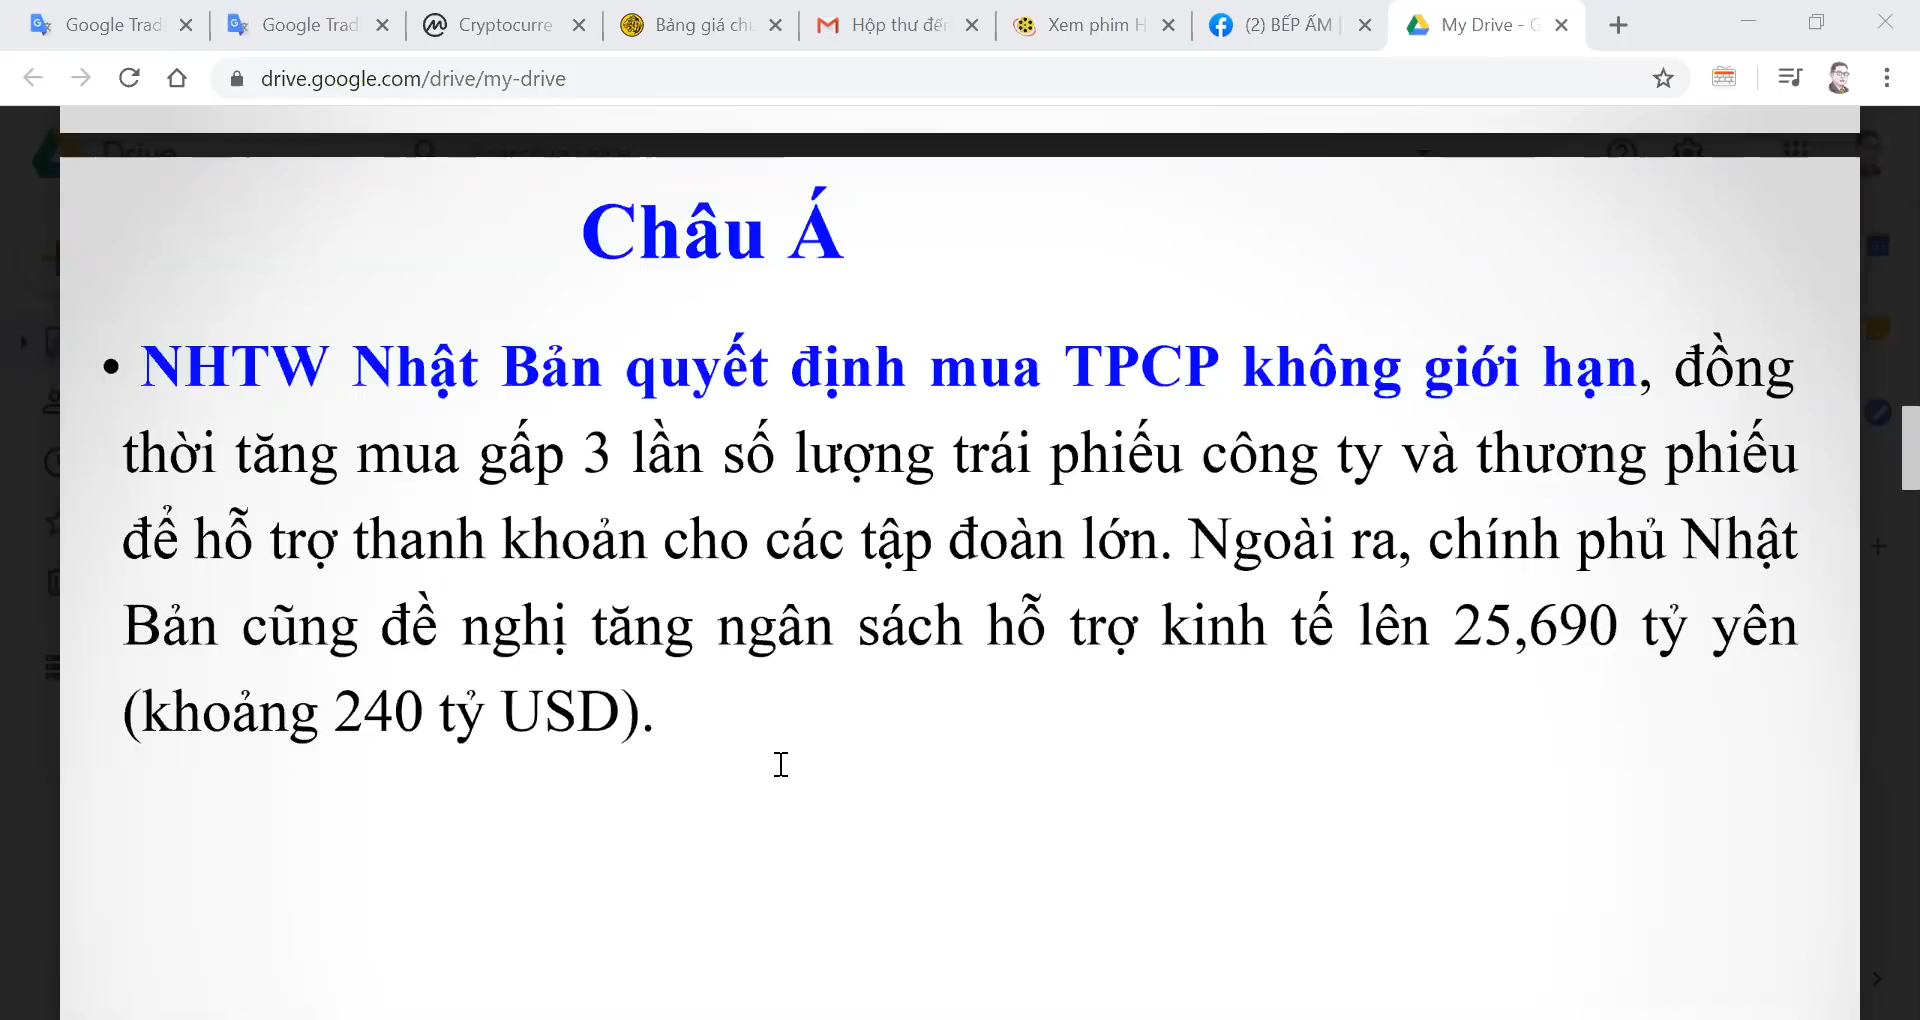 Google Trad
Google Trad
Cryptocurre
Bảng giá ch
Hộp thư đế
Xem phim H
(2) BẾP ẤM |
My Drive - G
drive.google.com/drive/my-drive
Drive
Châu Á
• NHTW Nhật Bản quyết định mua TPCP không giới hạn, đồng
thời tăng mua gấp 3 lần số lượng trái phiếu công ty và thương phiếu
để hỗ trợ thanh khoản cho các tập đoàn lớn. Ngoài ra, chính phủ Nhật
Bản cũng đề nghị tăng ngân sách hỗ trợ kinh tế lên 25,690 tỷ yên
(khoảng 240 tỷ USD).